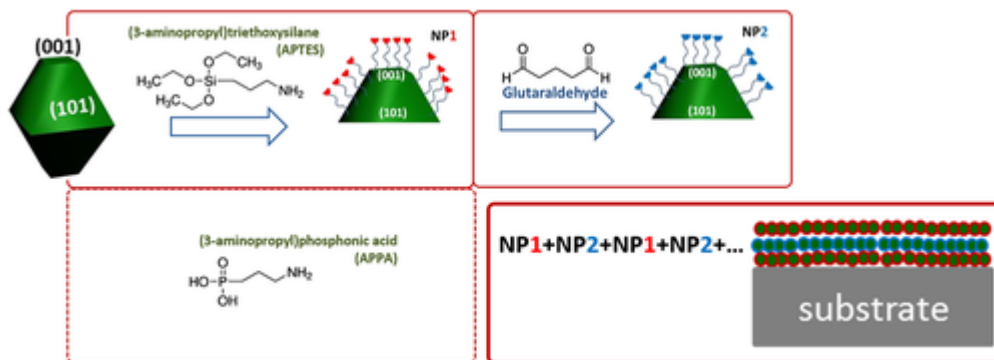 (001)
(101)
(3-aminopropyl)triethoxysilane
(APTES)
O
CH₃
H₃C
O
Si
O
NH₂
H₃C
NP1
(001)
(101)
O
O
H
H
Glutaraldehyde
NP2
(001)
(101)
(3-aminopropyl)phosphonic acid
(APPA)
O
HO-P
NH₂
OH
NP1+NP2+NP1+NP2+...
substrate